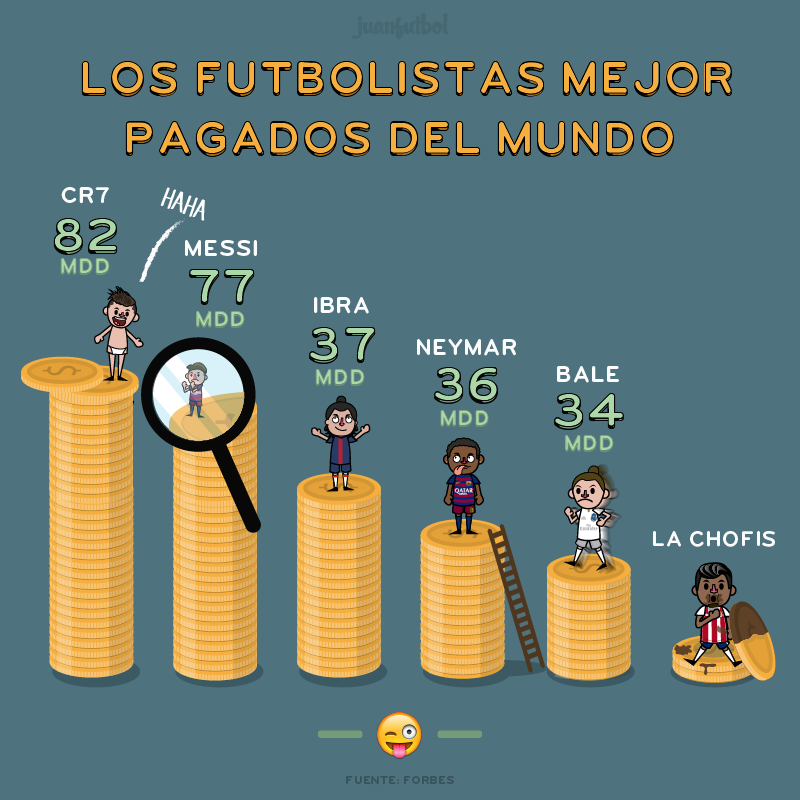 juanfutbol
LOS FUTBOLISTAS MEJOR
PAGADOS DEL MUNDO
CR7
82
MDD
HAHA
MESSI
77
MDD
IBRA
37
MDD
NEYMAR
36
MDD
BALE
34
MDD
LA CHOFIS
QATAR
FUENTE: FORBES